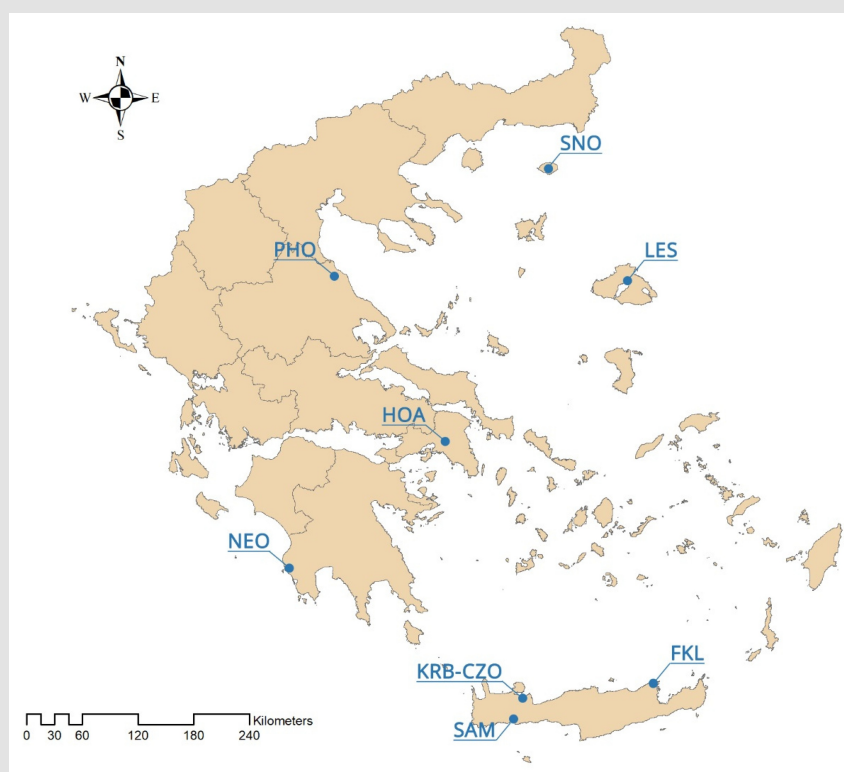 N
W E
S
SNO
PHO
LES
HOA
NEO
KRB-CZO
FKL
SAM
Kilometers
0 30 60 120 180 240